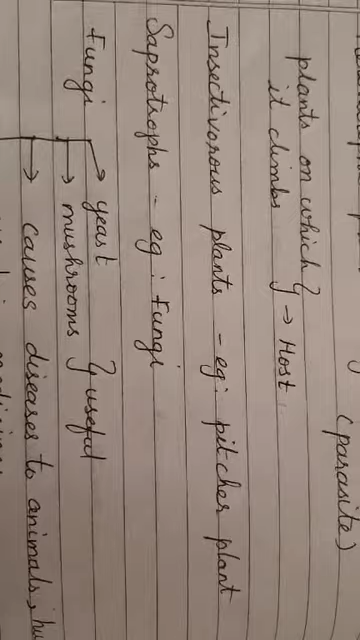 (parasite)
plants on which } → Host
it climbs
Insectivorous plants - eg: pitcher plant
Saprotrophs - eg: Fungi
Fungi → yeast
→ mushrooms } useful
→ causes diseases to animals,